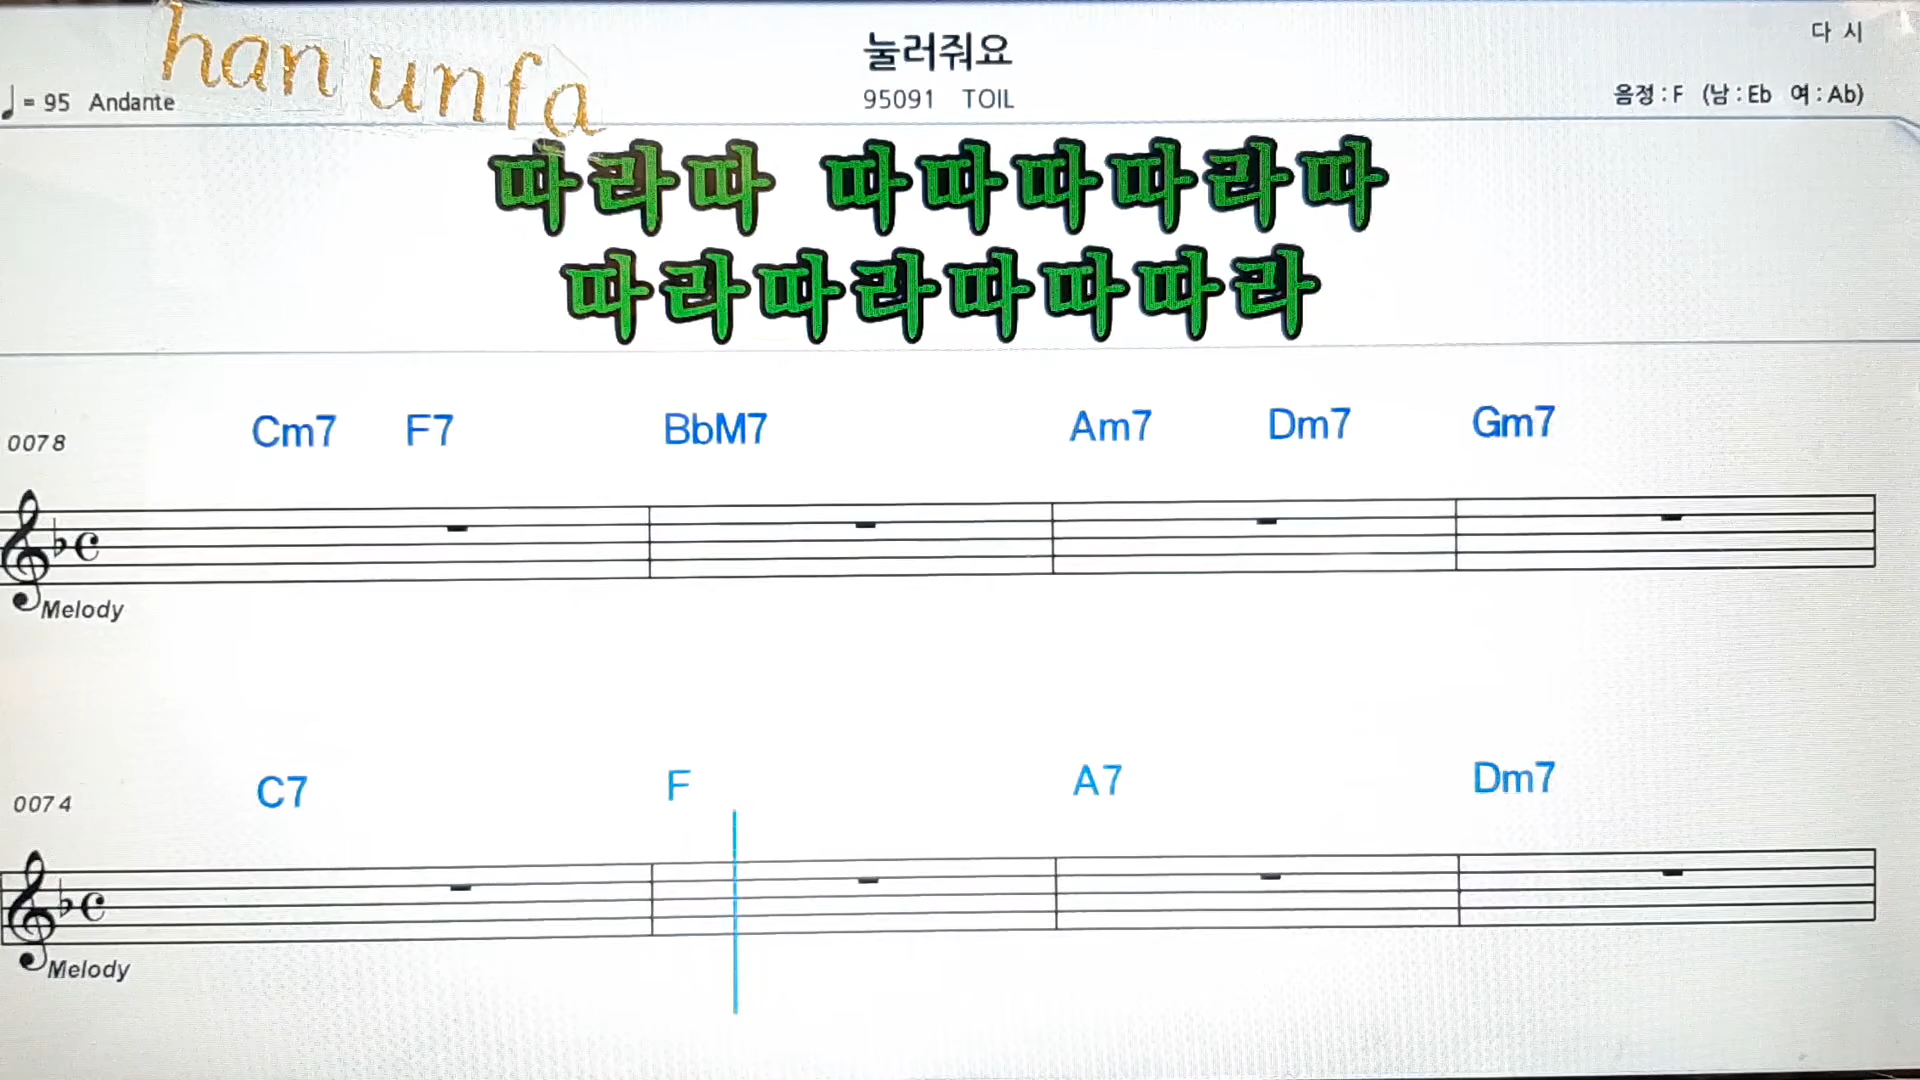 han unfa
눌러줘요
다 시
♩= 95 Andante
95091 TOIL
음정 : F (남 : Eb 여 : Ab)
따라따 따따따따라따
따라따라따따따라
Cm7 F7 BbM7 Am7 Dm7 Gm7
0078
Melody
C7 F A7 Dm7
0074
Melody